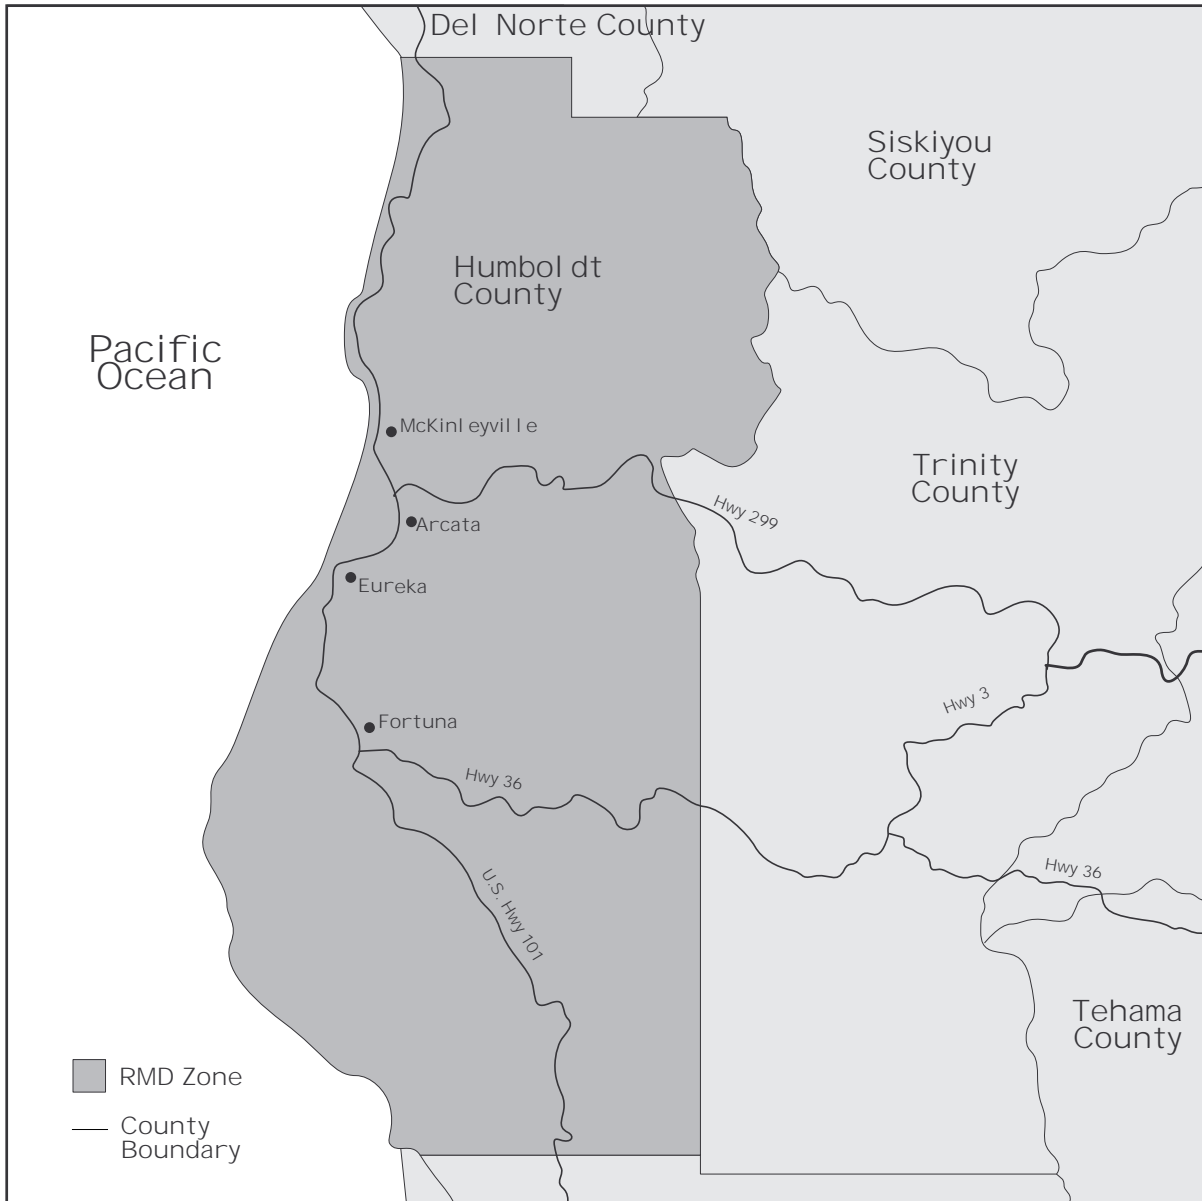 Del Norte County
Siskiyou
County
Humboldt
County
Pacific
Ocean
McKinleyville
Trinity
County
Hwy 299
Arcata
Eureka
Hwy 3
Fortuna
Hwy 36
Hwy 36
U.S. Hwy 101
Tehama
County
RMD Zone
County
Boundary